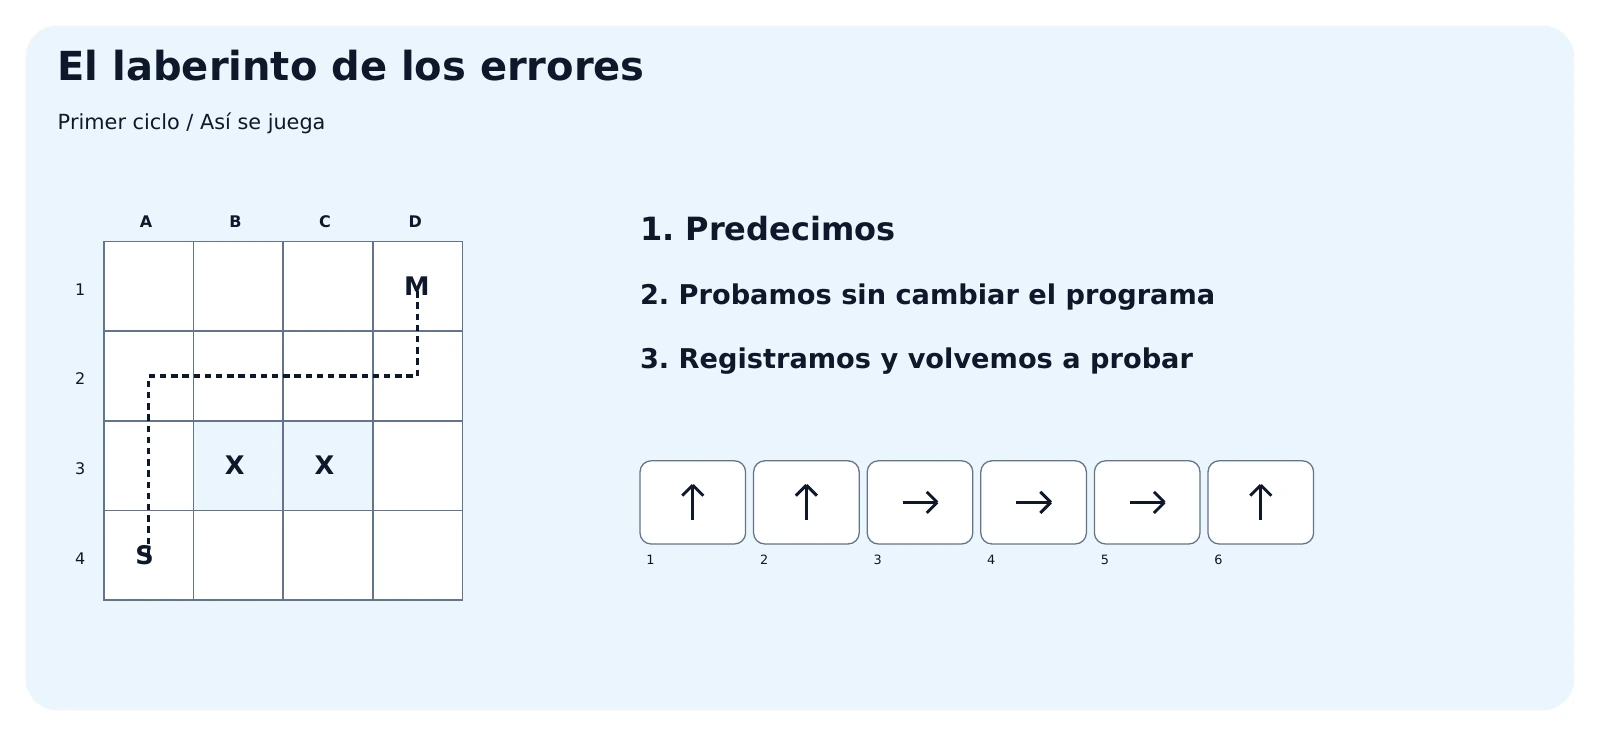 El laberinto de los errores
Primer ciclo / Así se juega
A B C D
1 M
2
3 X X
4 S
1. Predecimos
2. Probamos sin cambiar el programa
3. Registramos y volvemos a probar
↑ ↑ → → → ↑
1 2 3 4 5 6